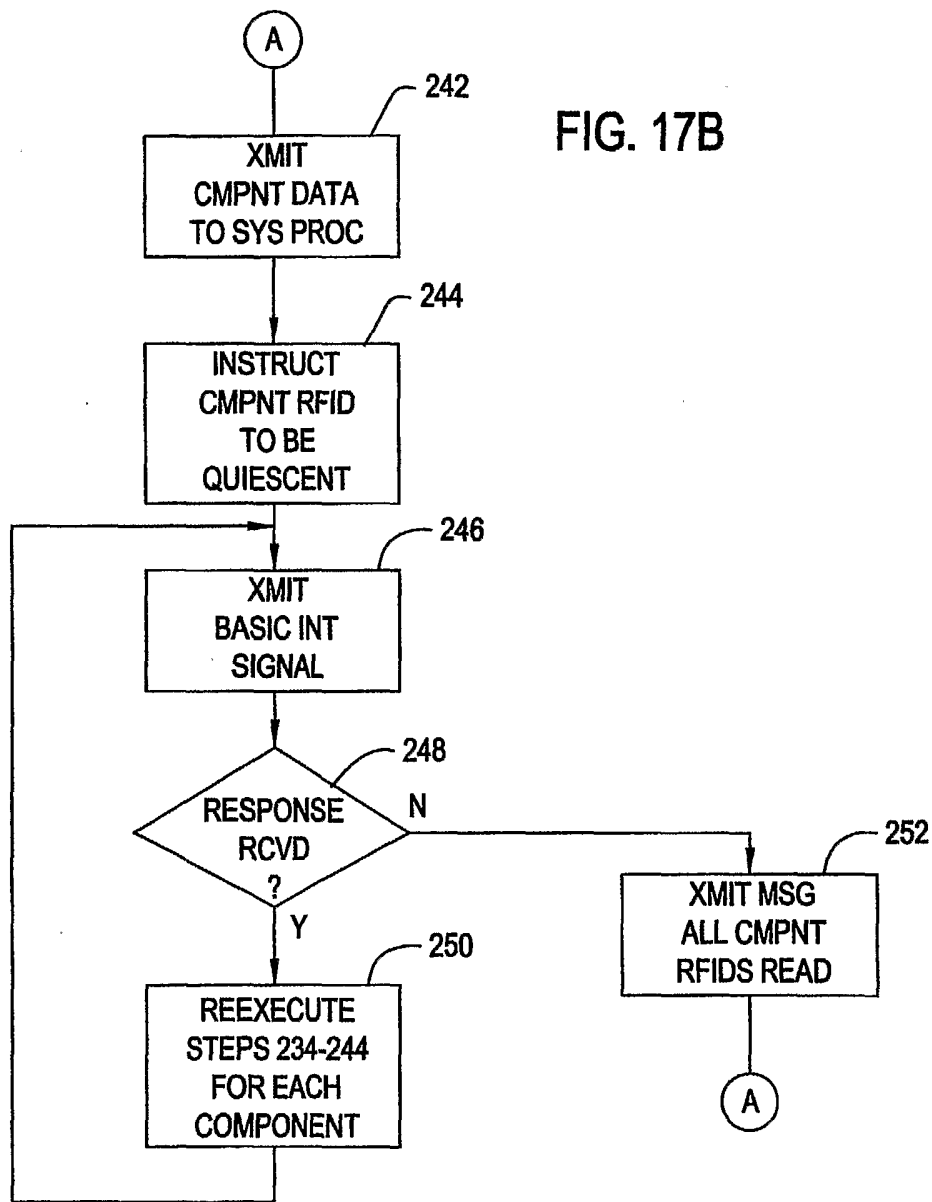 A
242
FIG. 17B
XMIT
CMPNT DATA
TO SYS PROC
244
INSTRUCT
CMPNT RFID
TO BE
QUIESCENT
246
XMIT
BASIC INT
SIGNAL
248
RESPONSE
RCVD
?
N
Y
252
XMIT MSG
ALL CMPNT
RFIDS READ
250
REEXECUTE
STEPS 234-244
FOR EACH
COMPONENT
A